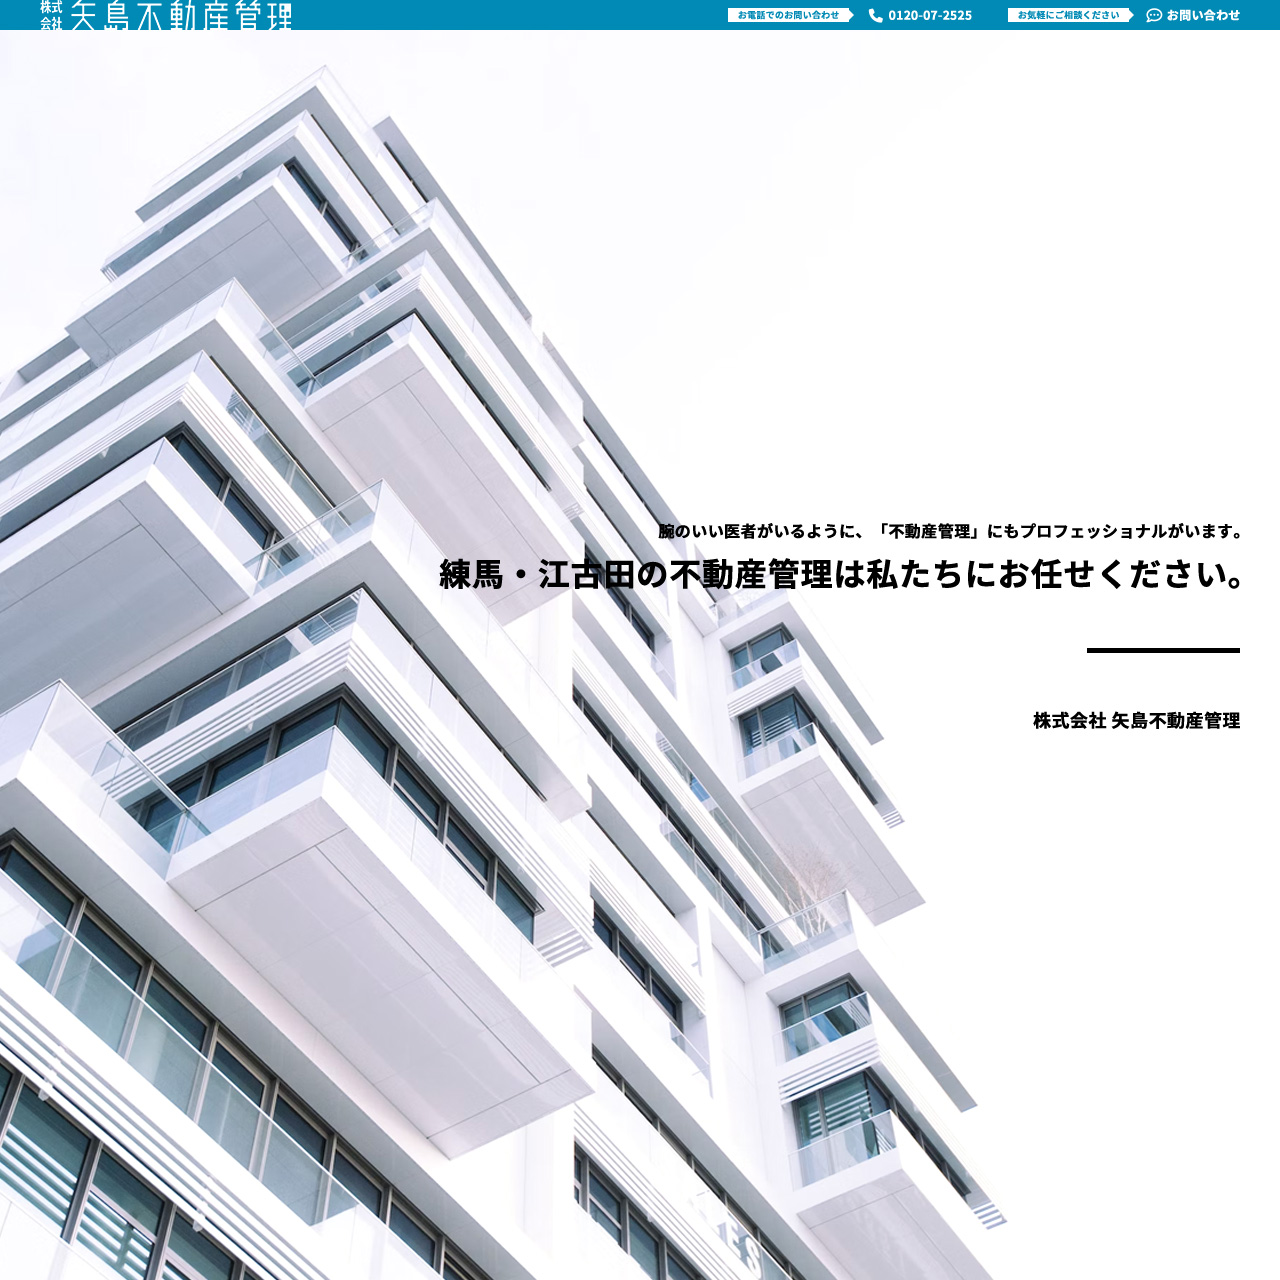 株式会社 矢島不動産管理
お電話でのお問い合わせ 0120-07-2525 お気軽にご相談ください お問い合わせ
腕のいい医者がいるように、「不動産管理」にもプロフェッショナルがいます。
練馬・江古田の不動産管理は私たちにお任せください。
株式会社 矢島不動産管理